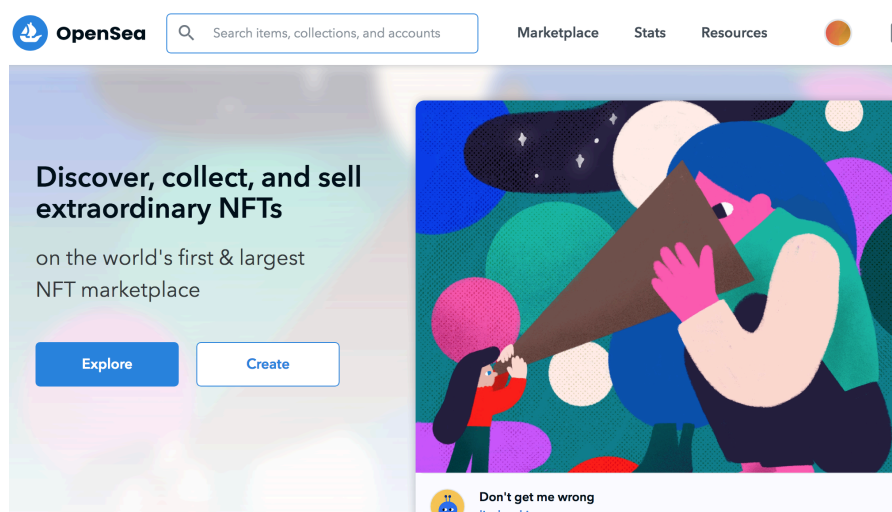 OpenSea
Search items, collections, and accounts
Marketplace
Stats
Resources
Discover, collect, and sell
extraordinary NFTs
on the world's first & largest
NFT marketplace
Explore
Create
Don't get me wrong